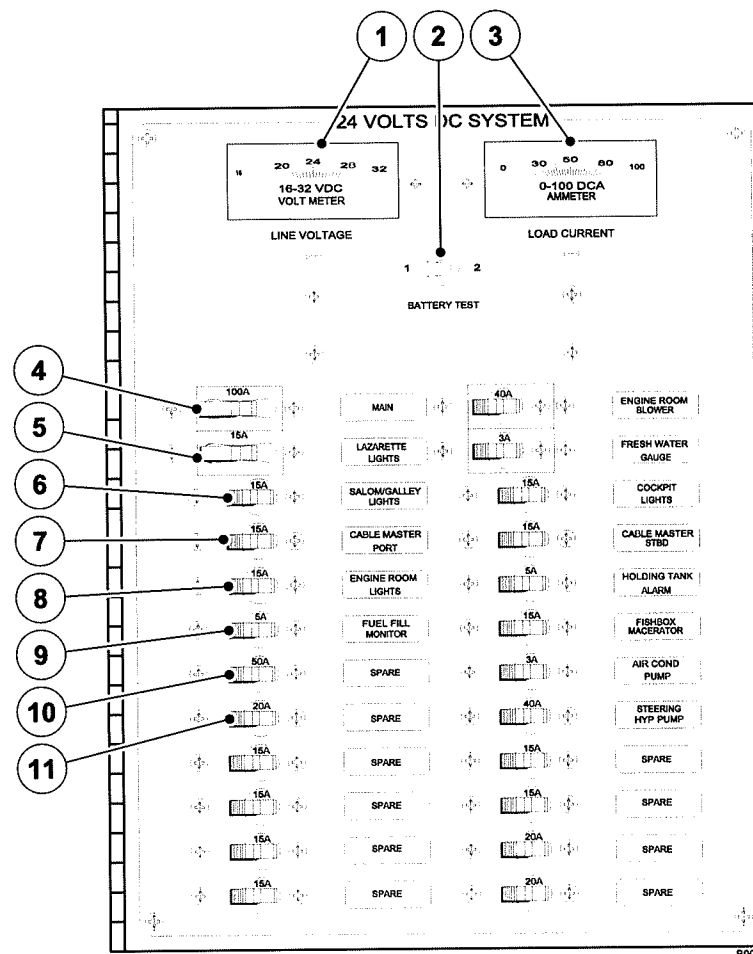 1 2 3
24 VOLTS DC SYSTEM
16 20 24 28 32
16-32 VDC
VOLT METER
LINE VOLTAGE
0 30 50 80 100
0-100 DCA
AMMETER
LOAD CURRENT
1 2
BATTERY TEST
4
100A
MAIN
40A
ENGINE ROOM
BLOWER
5
15A
LAZARETTE
LIGHTS
3A
FRESH WATER
GAUGE
6
15A
SALOM/GALLEY
LIGHTS
15A
COCKPIT
LIGHTS
7
15A
CABLE MASTER
PORT
15A
CABLE MASTER
STBD
8
15A
ENGINE ROOM
LIGHTS
5A
HOLDING TANK
ALARM
9
5A
FUEL FILL
MONITOR
15A
FISHBOX
MACERATOR
10
50A
SPARE
3A
AIR COND
PUMP
11
20A
SPARE
40A
STEERING
HYP PUMP
15A
SPARE
15A
SPARE
15A
SPARE
15A
SPARE
15A
SPARE
20A
SPARE
15A
SPARE
20A
SPARE